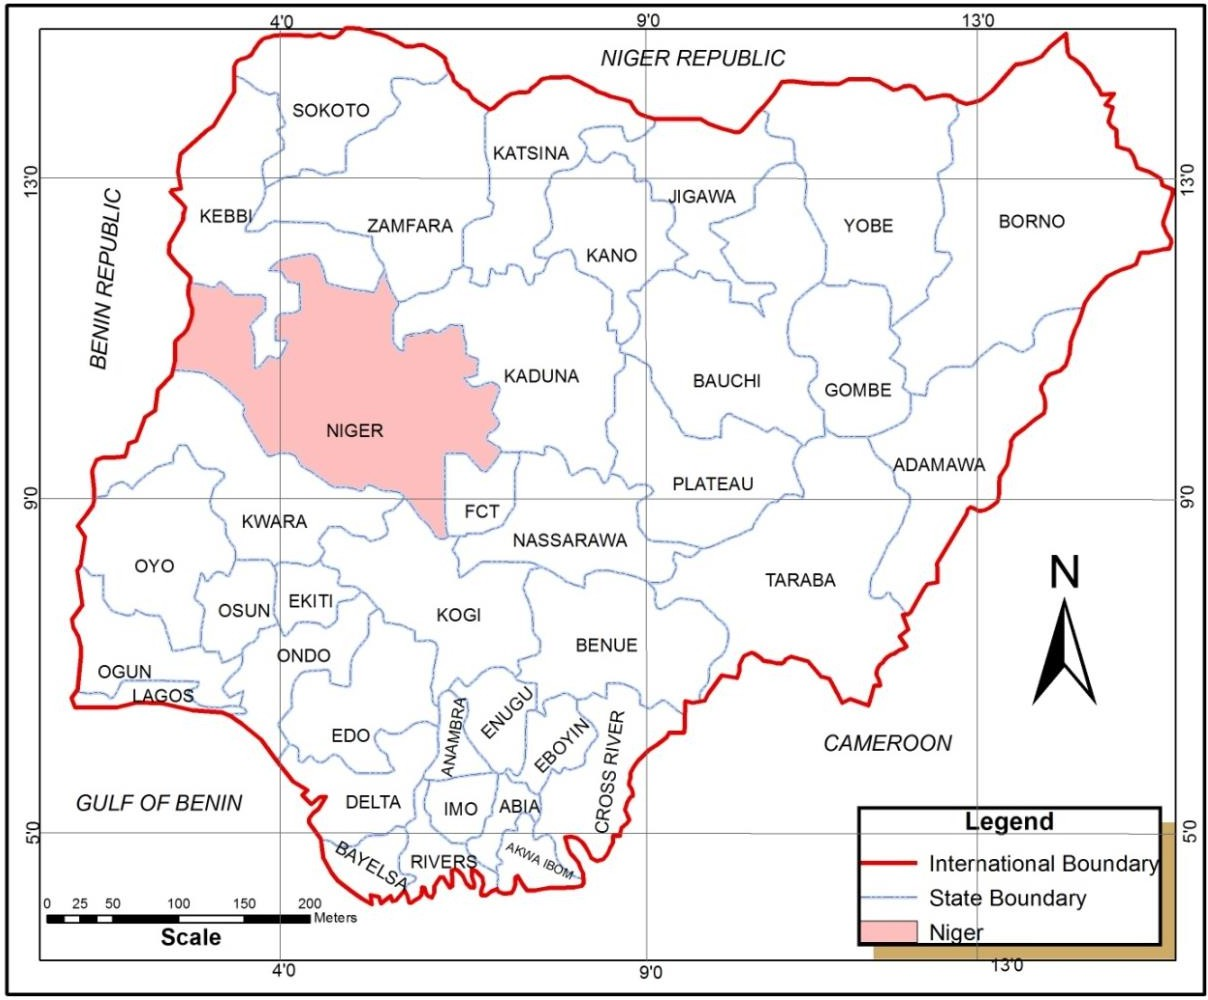 4'0 9'0 13'0
NIGER REPUBLIC
SOKOTO
KATSINA
13'0 13'0
JIGAWA
KEBBI ZAMFARA YOBE BORNO
BENIN REPUBLIC
KANO
KADUNA BAUCHI GOMBE
NIGER
ADAMAWA
PLATEAU
9'0 9'0
FCT
KWARA
NASSARAWA
OYO TARABA
N
OSUN EKITI KOGI
BENUE
ONDO
OGUN
LAGOS
ANAMBRA ENUGU EBOYIN CROSS RIVER
EDO
CAMEROON
GULF OF BENIN
DELTA IMO ABIA
5'0 5'0
BAYELSA RIVERS AKWA IBOM
Legend
International Boundary
State Boundary
Niger
0 25 50 100 150 200
Meters
Scale
4'0 9'0 13'0